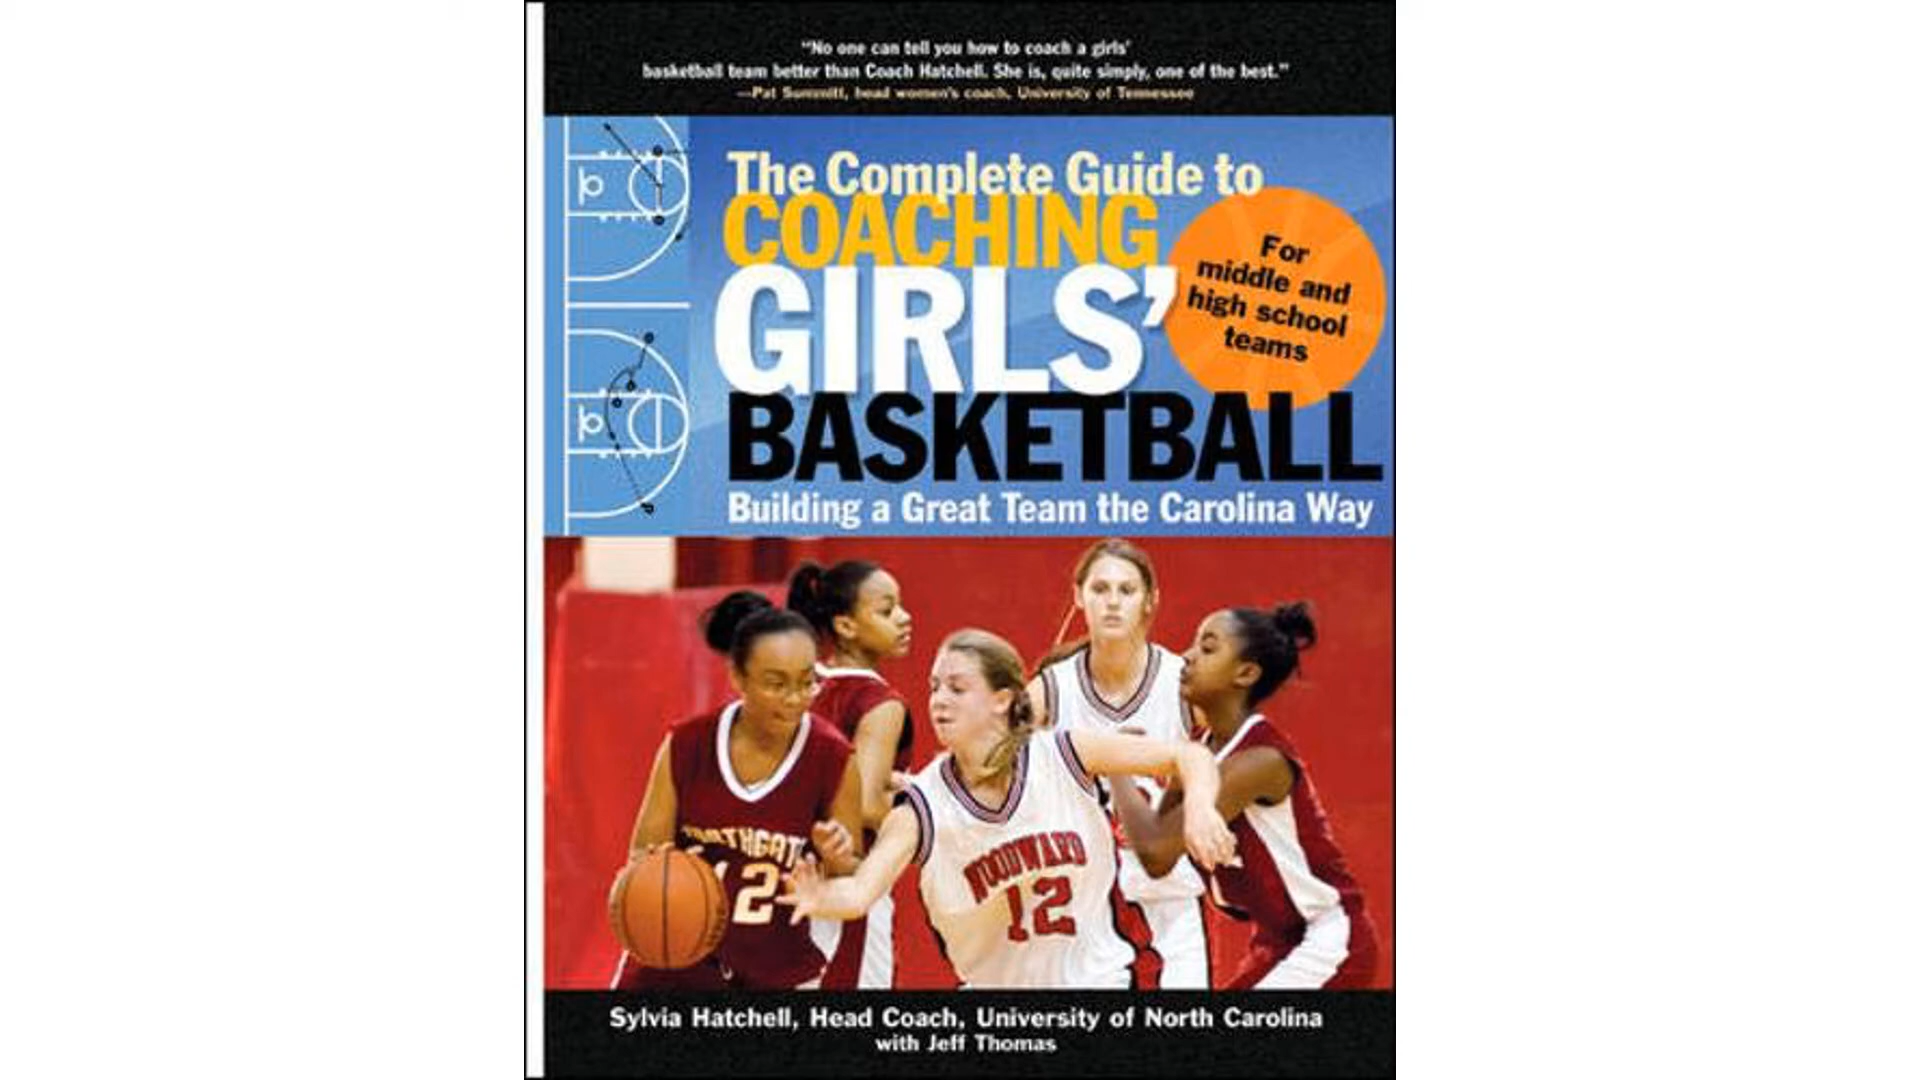 “No one can tell you how to coach a girls’
basketball team better than Coach Hatchell. She is, quite simply, one of the best.”
—Pat Summitt, head women’s coach, University of Tennessee
The Complete Guide to
COACHING
GIRLS’
BASKETBALL
Building a Great Team the Carolina Way
For
middle and
high school
teams
12
WOODWARD
12
Sylvia Hatchell, Head Coach, University of North Carolina
with Jeff Thomas